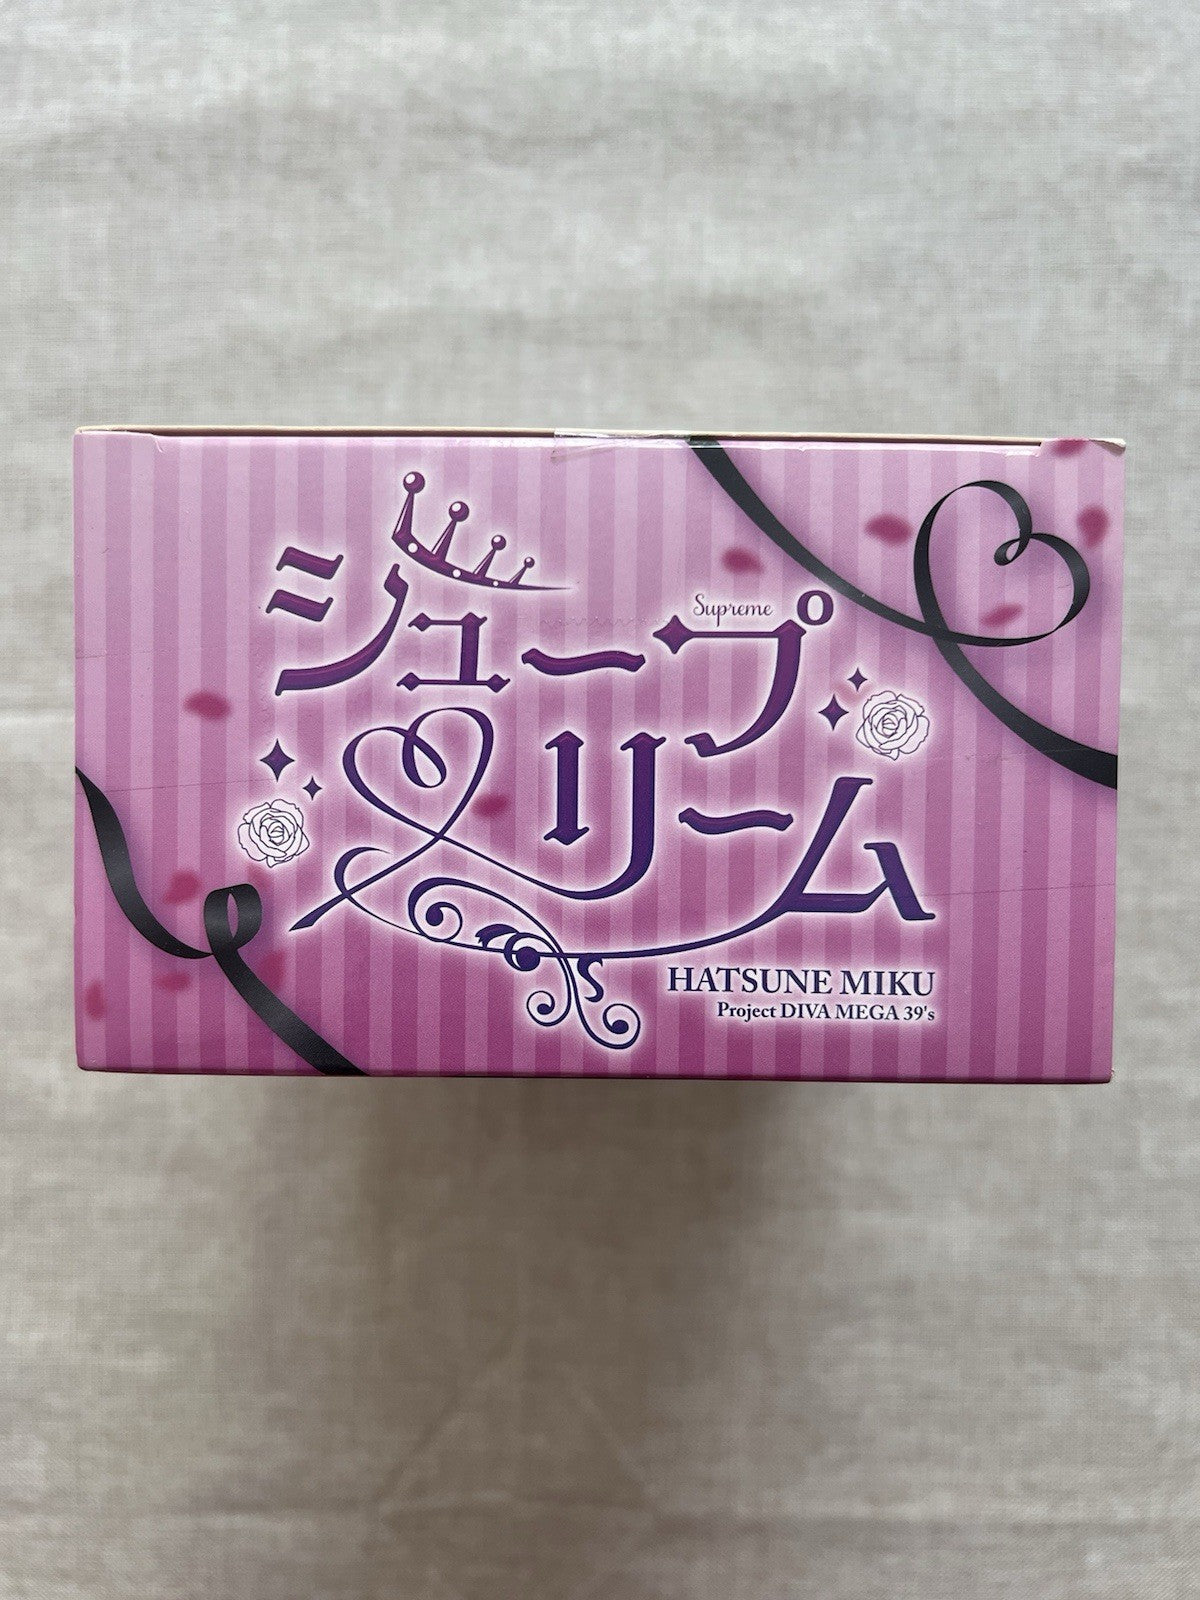 シュープ
Supreme
リーム
HATSUNE MIKU
Project DIVA MEGA 39's